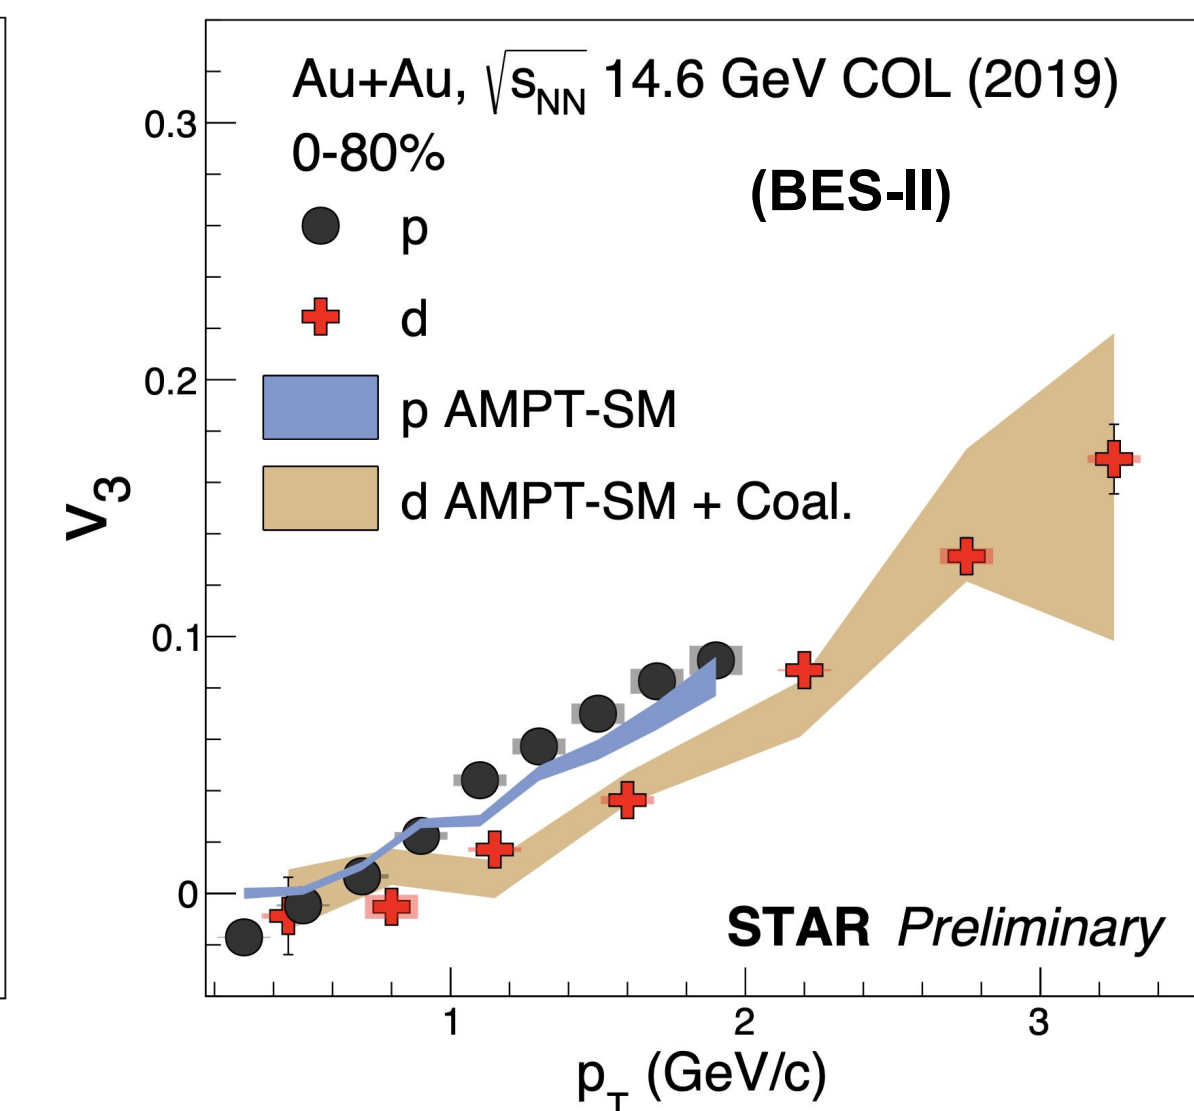 Au+Au, √sNN 14.6 GeV COL (2019)
0-80%
(BES-II)
p
d
p AMPT-SM
d AMPT-SM + Coal.
0.3
0.2
0.1
0
v3
STAR Preliminary
1 2 3
pT (GeV/c)